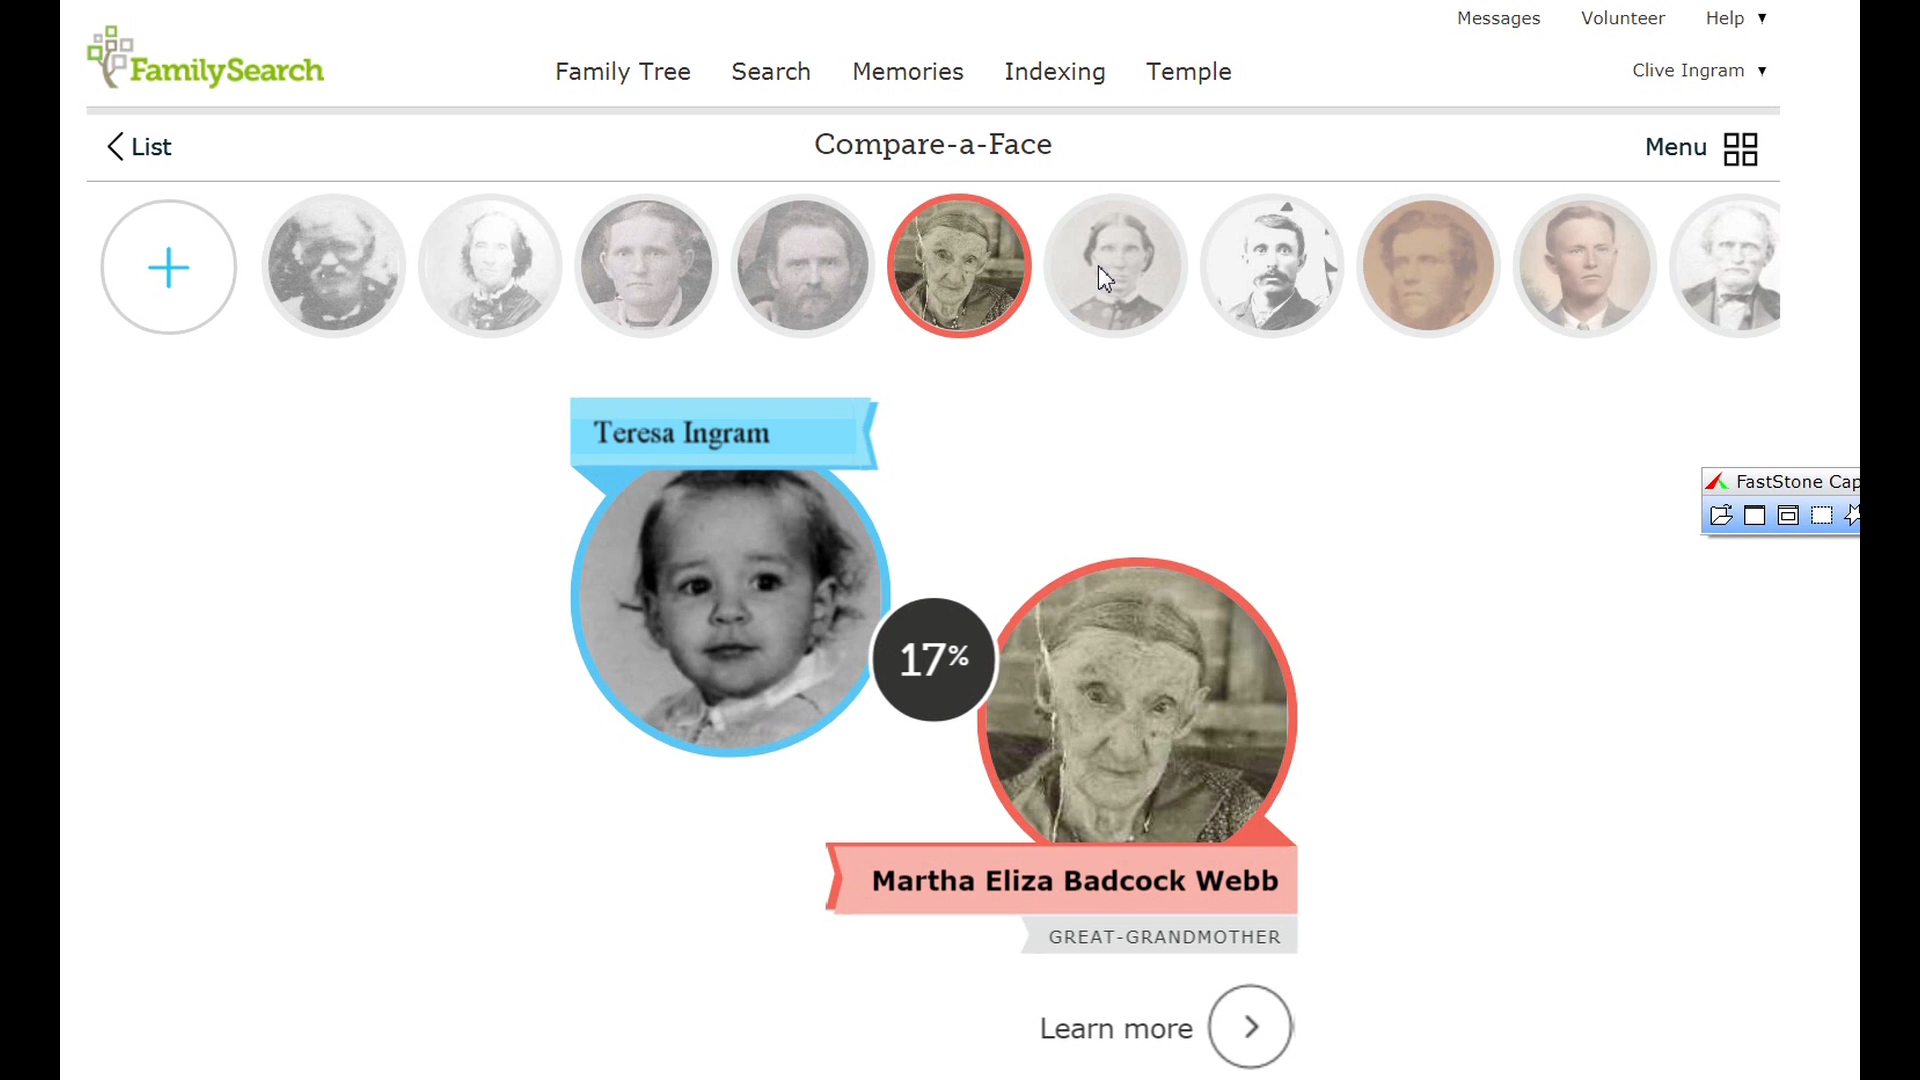 Messages Volunteer Help
FamilySearch
Family Tree Search Memories Indexing Temple
Clive Ingram
List
Compare-a-Face
Menu
Teresa Ingram
FastStone Cap
17%
Martha Eliza Badcock Webb
GREAT-GRANDMOTHER
Learn more